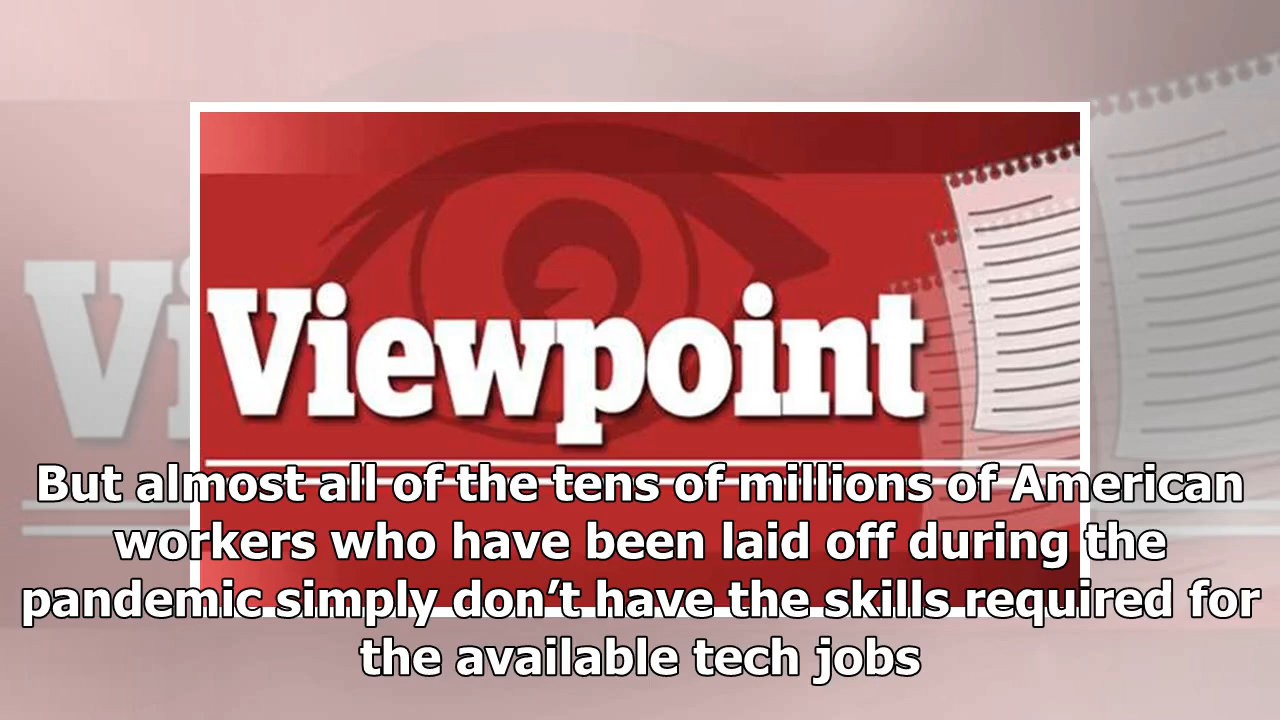 Viewpoint
But almost all of the tens of millions of American
workers who have been laid off during the
pandemic simply don’t have the skills required for
the available tech jobs